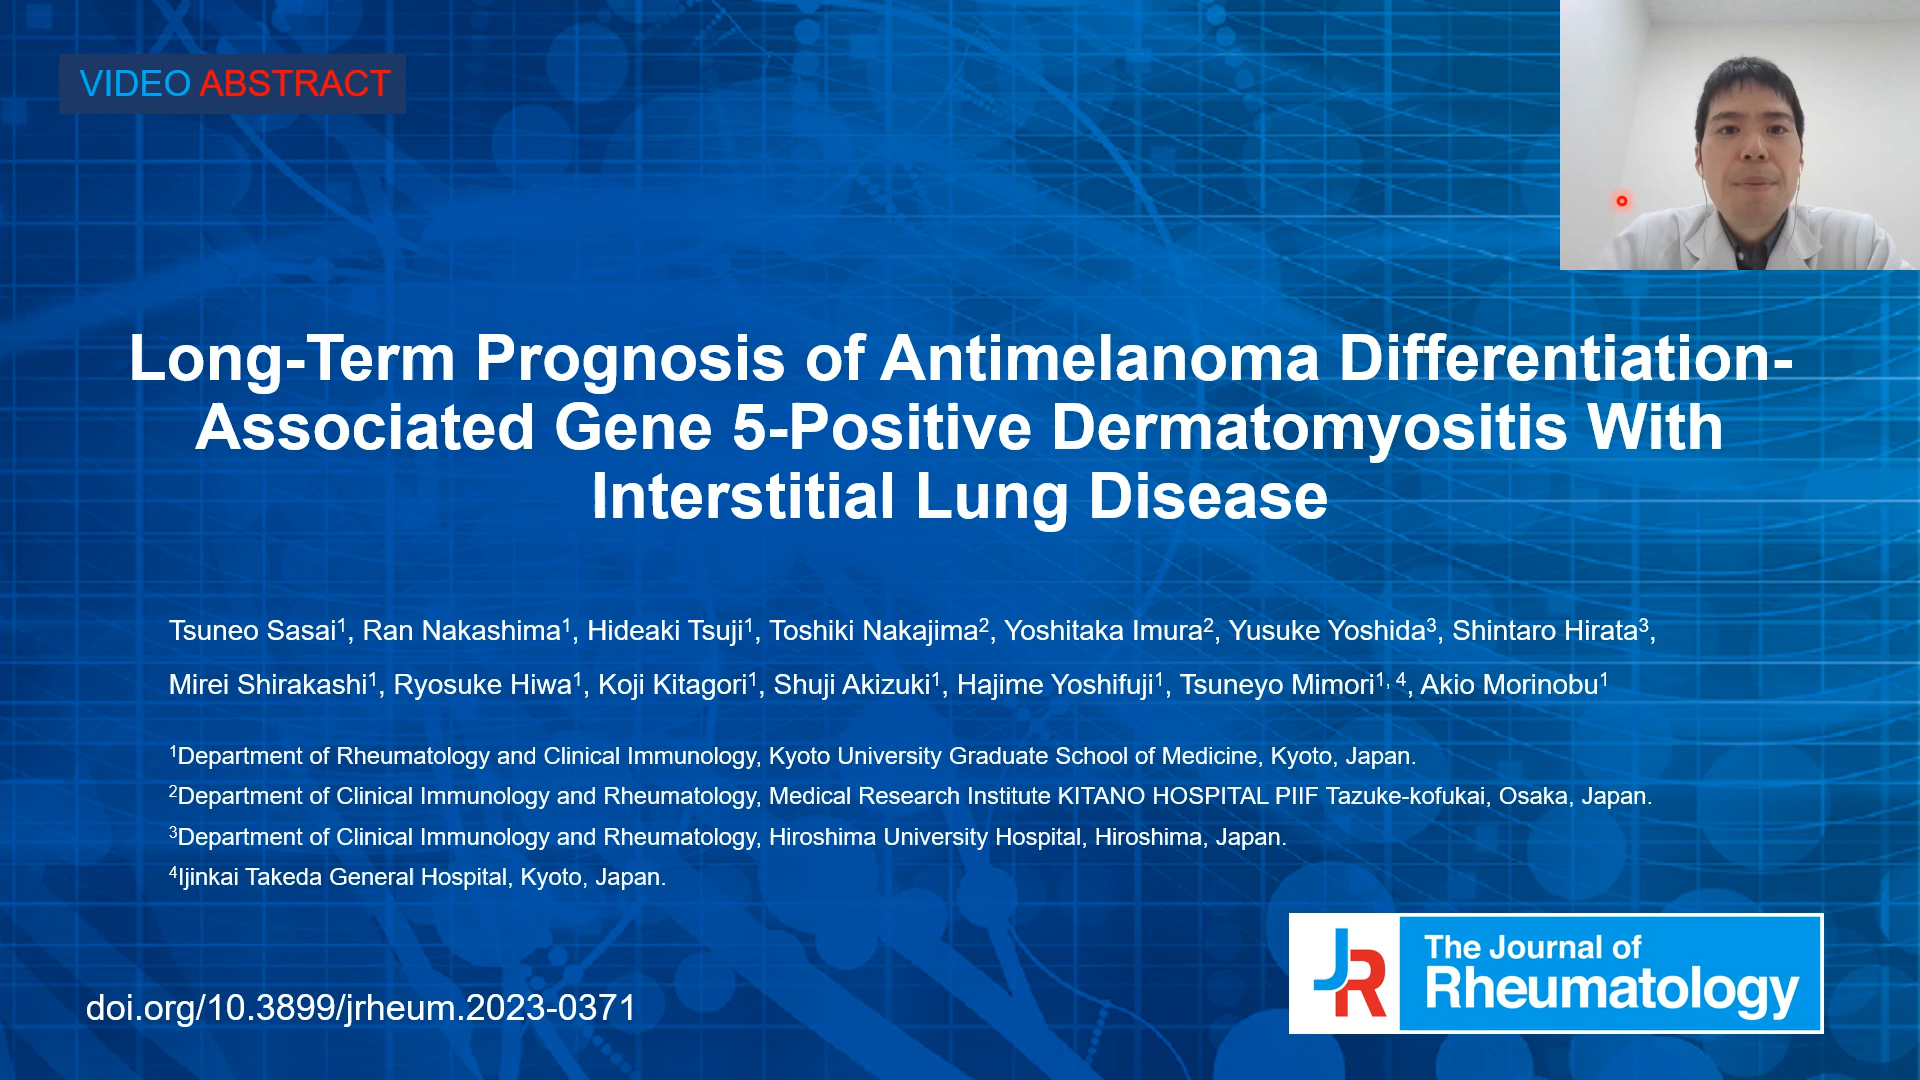 VIDEO ABSTRACT
Long-Term Prognosis of Antimelanoma Differentiation-
Associated Gene 5-Positive Dermatomyositis With
Interstitial Lung Disease
Tsuneo Sasai¹, Ran Nakashima¹, Hideaki Tsuji¹, Toshiki Nakajima², Yoshitaka Imura², Yusuke Yoshida³, Shintaro Hirata³,
Mirei Shirakashi¹, Ryosuke Hiwa¹, Koji Kitagori¹, Shuji Akizuki¹, Hajime Yoshifuji¹, Tsuneyo Mimori¹, ⁴, Akio Morinobu¹
¹Department of Rheumatology and Clinical Immunology, Kyoto University Graduate School of Medicine, Kyoto, Japan.
²Department of Clinical Immunology and Rheumatology, Medical Research Institute KITANO HOSPITAL PIIF Tazuke-kofukai, Osaka, Japan.
³Department of Clinical Immunology and Rheumatology, Hiroshima University Hospital, Hiroshima, Japan.
⁴Ijinkai Takeda General Hospital, Kyoto, Japan.
JR The Journal of
Rheumatology
doi.org/10.3899/jrheum.2023-0371